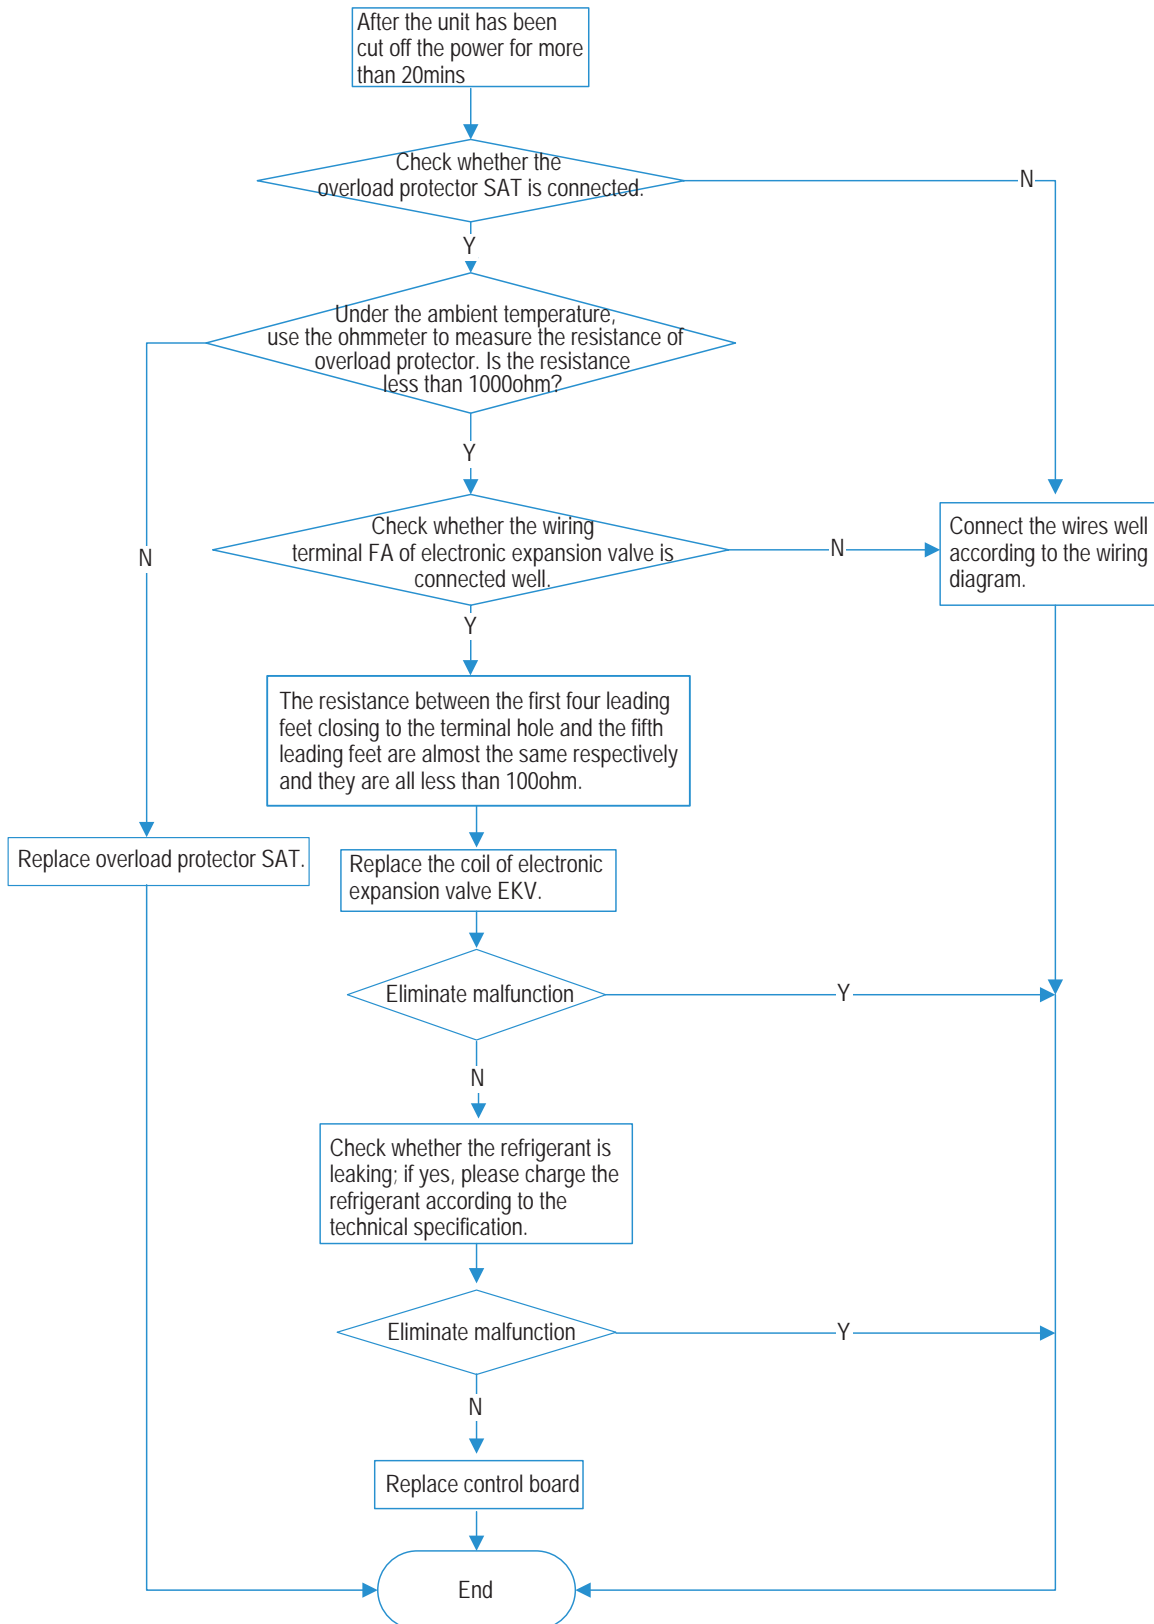 After the unit has been
cut off the power for more
than 20mins
Check whether the
overload protector SAT is connected.
N
Y
Under the ambient temperature,
use the ohmmeter to measure the resistance of
overload protector. Is the resistance
less than 1000ohm?
Y
N
Check whether the wiring
terminal FA of electronic expansion valve is
connected well.
N
Connect the wires well
according to the wiring
diagram.
Y
The resistance between the first four leading
feet closing to the terminal hole and the fifth
leading feet are almost the same respectively
and they are all less than 100ohm.
Replace overload protector SAT.
Replace the coil of electronic
expansion valve EKV.
Eliminate malfunction
Y
N
Check whether the refrigerant is
leaking; if yes, please charge the
refrigerant according to the
technical specification.
Eliminate malfunction
Y
N
Replace control board
End